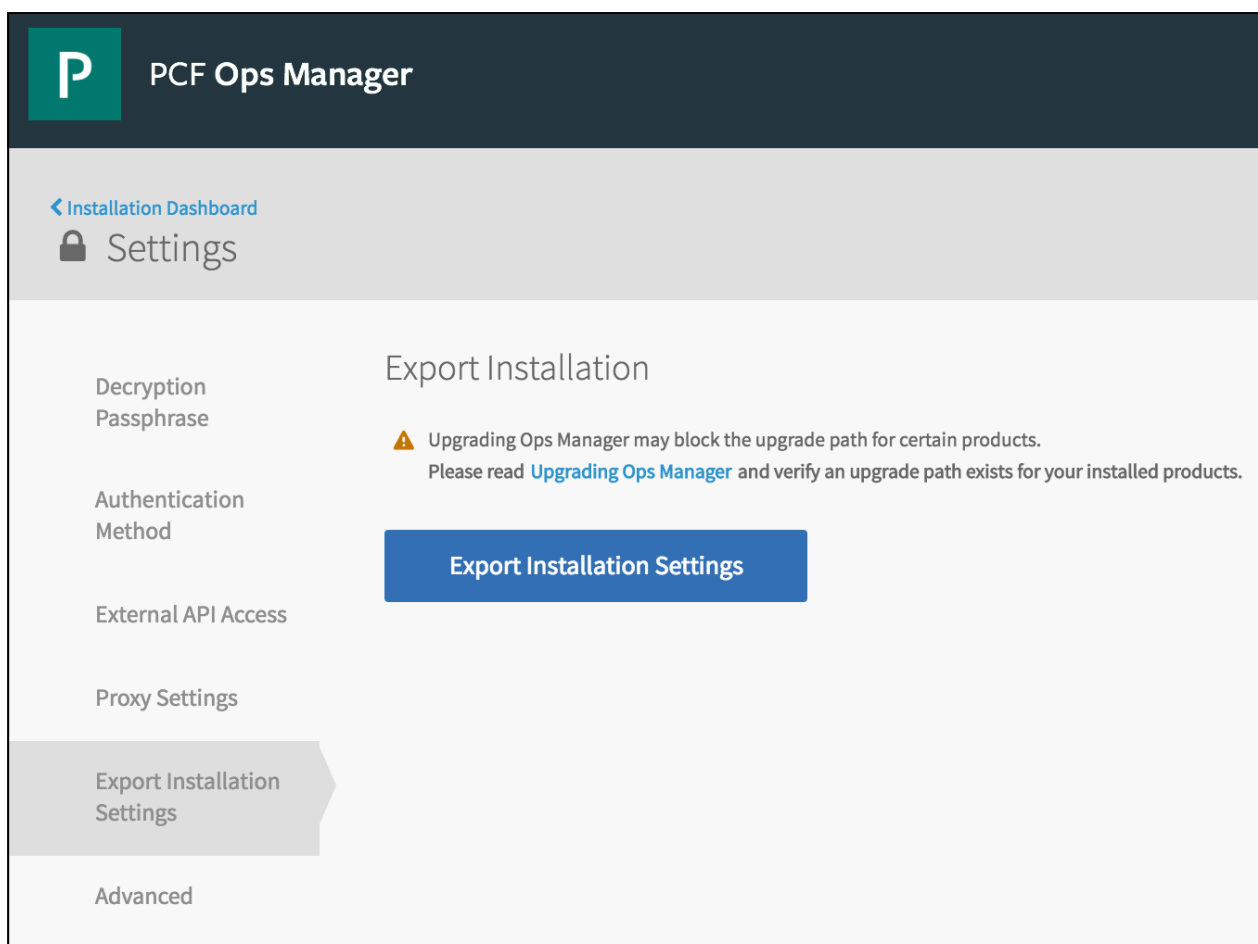 P
PCF Ops Manager
Installation Dashboard
Settings
Decryption
Passphrase
Authentication
Method
External API Access
Proxy Settings
Export Installation
Settings
Advanced
Export Installation
Upgrading Ops Manager may block the upgrade path for certain products.
Please read Upgrading Ops Manager and verify an upgrade path exists for your installed products.
Export Installation Settings